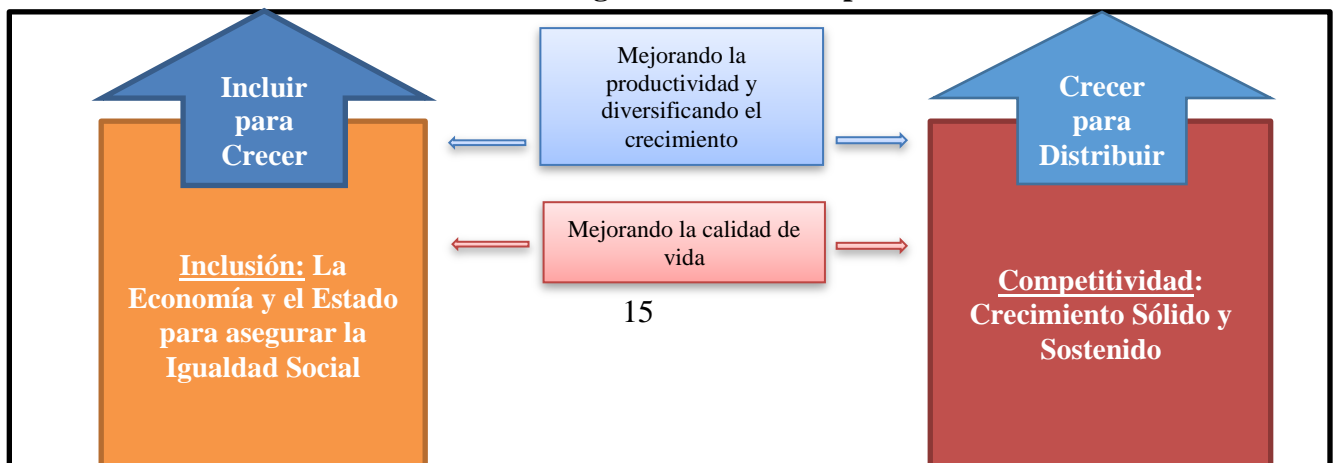 Mejorando la
productividad y
diversificando el
crecimiento
Incluir
para
Crecer
Crecer
para
Distribuir
Mejorando la calidad de
vida
Inclusión: La
Economía y el Estado
para asegurar la
Igualdad Social
15
Competitividad:
Crecimiento Sólido y
Sostenido